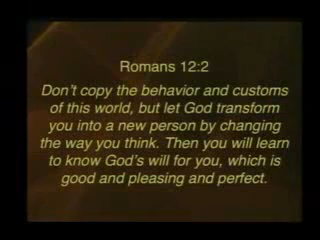 Romans 12:2
Don't copy the behavior and customs
of this world, but let God transform
you into a new person by changing
the way you think. Then you will learn
to know God's will for you, which is
good and pleasing and perfect.